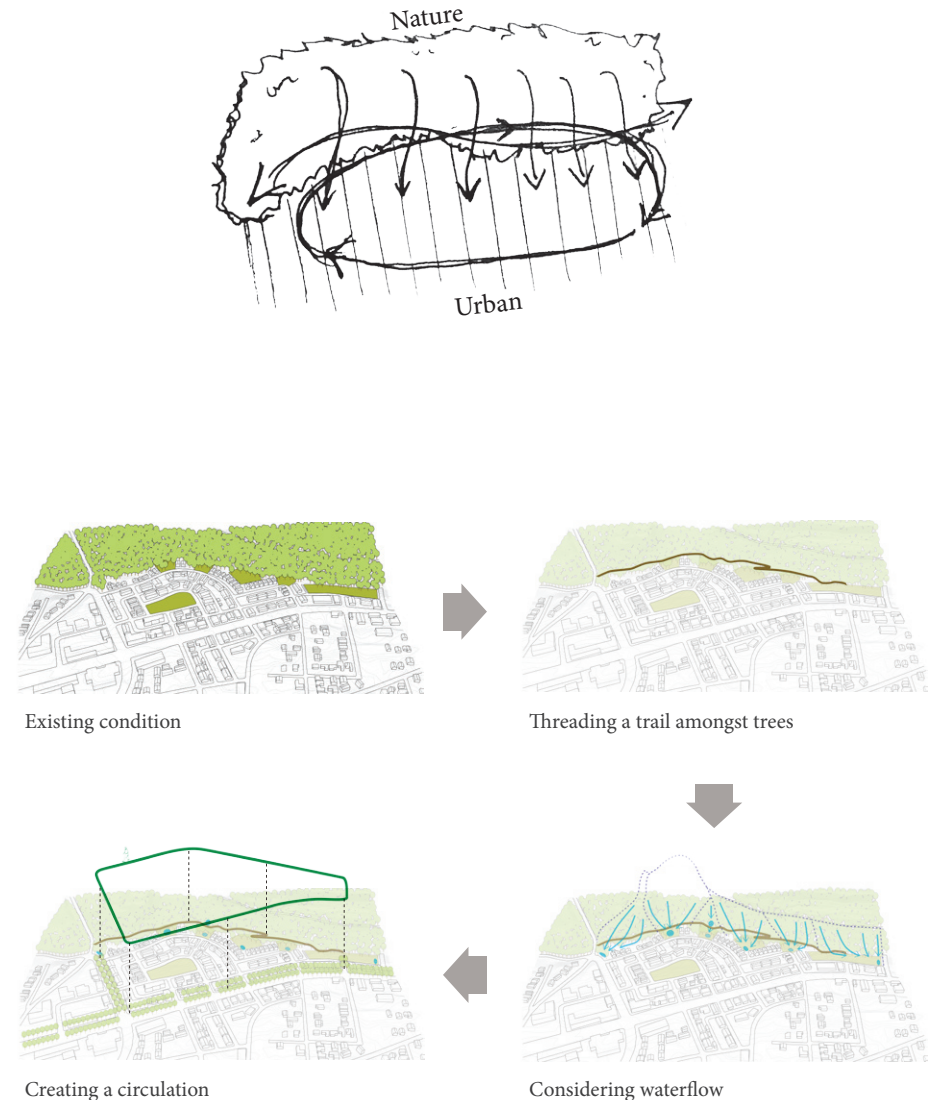 Nature
Urban
Existing condition
Threading a trail amongst trees
Creating a circulation
Considering waterflow